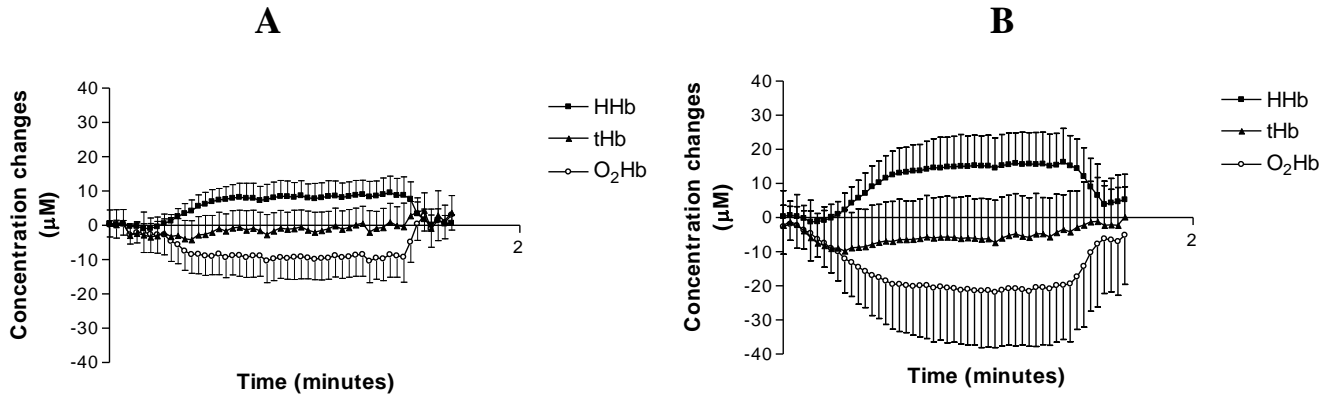 A
Concentration changes
(μM)
40
30
20
10
0
-10
-20
-30
-40
2
Time (minutes)
HHb
tHb
O₂Hb
B
Concentration changes
(μM)
40
30
20
10
0
-10
-20
-30
-40
2
Time (minutes)
HHb
tHb
O₂Hb